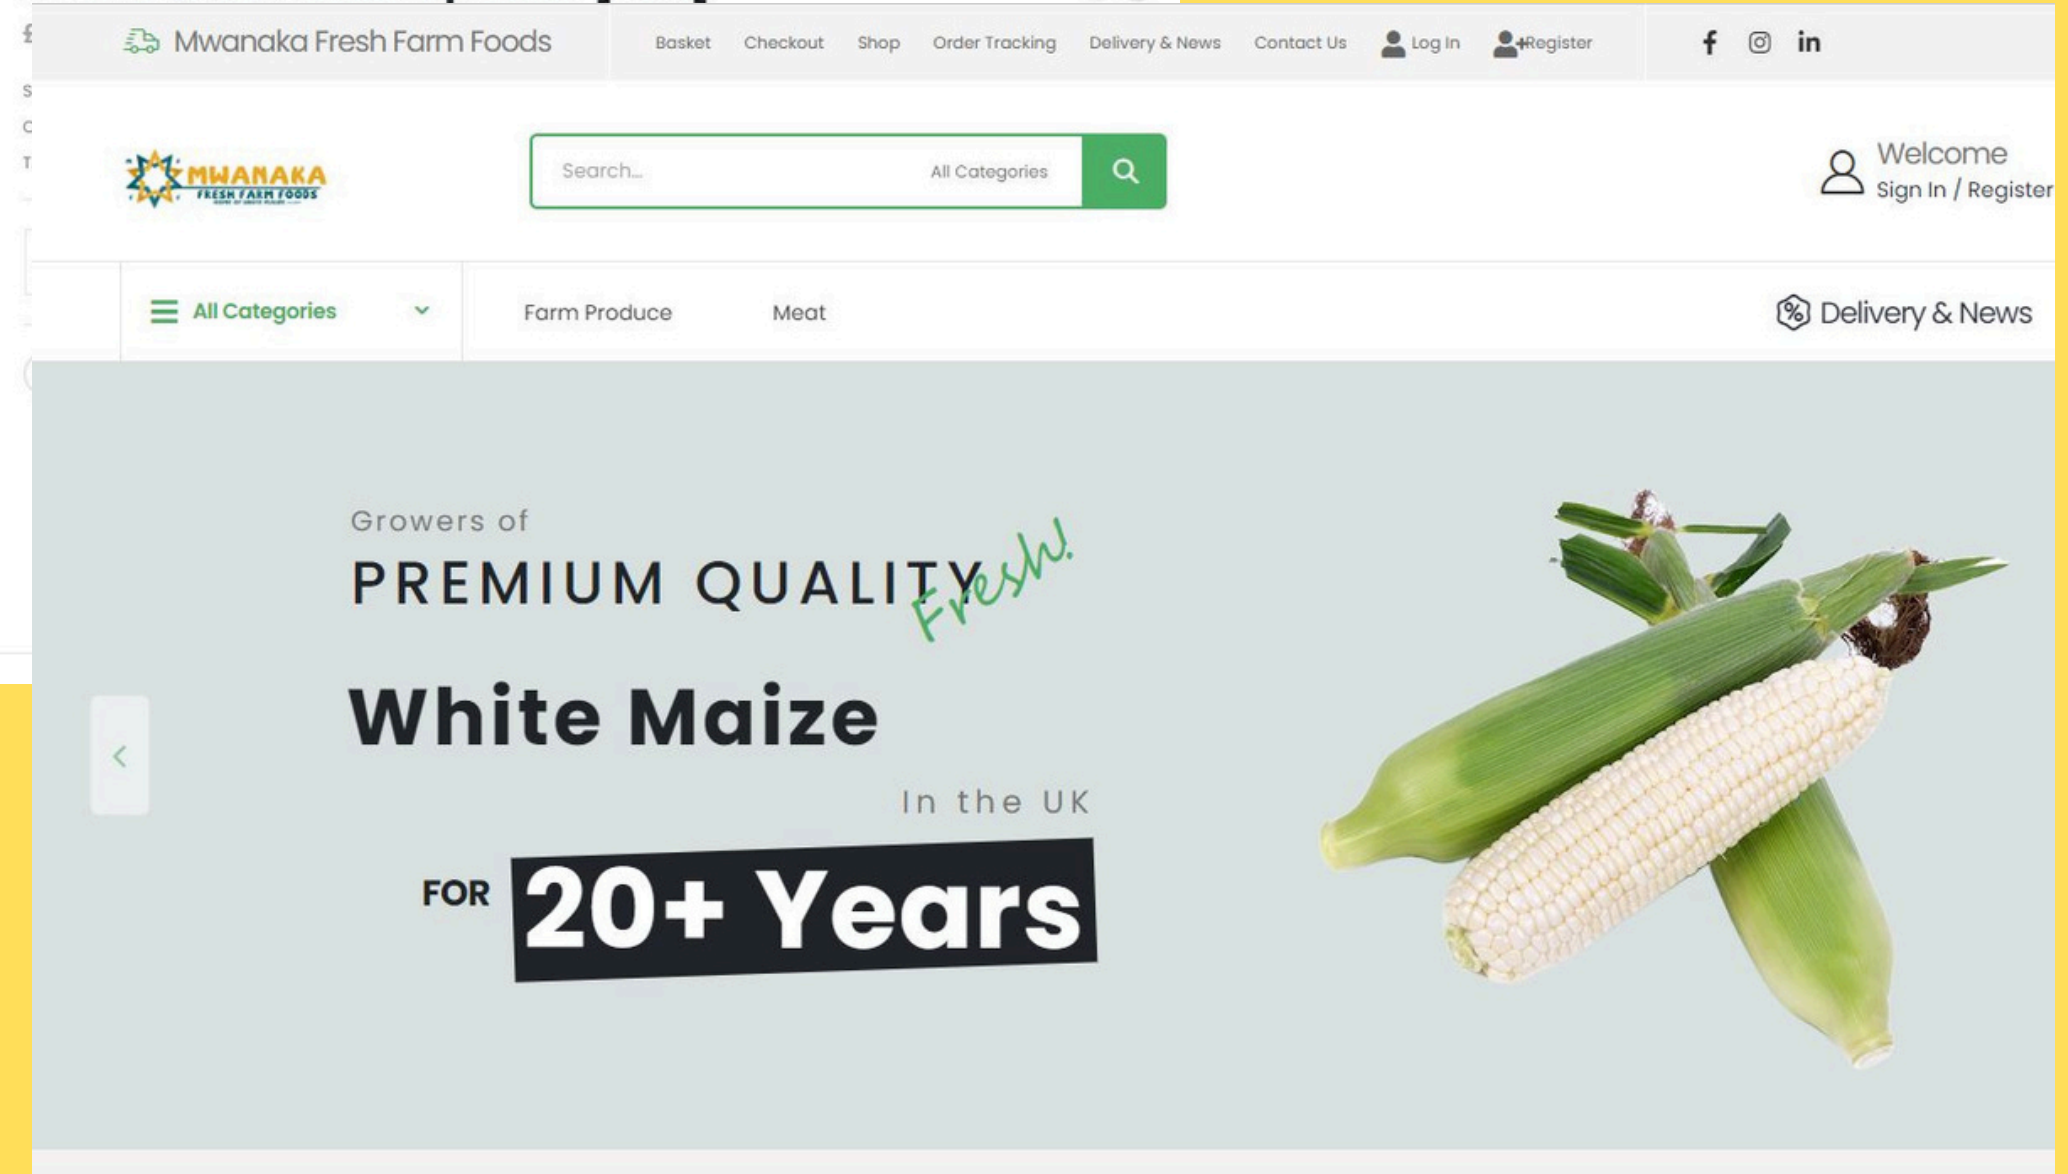 Mwanaka Fresh Farm Foods
Basket Checkout Shop Order Tracking Delivery & News Contact Us Log In Register
MWANAKA
FRESH FARM FOODS
Search... All Categories
Welcome
Sign In / Register
All Categories Farm Produce Meat Delivery & News
Growers of
PREMIUM QUALITY
Fresh!
White Maize
In the UK
FOR 20+ Years